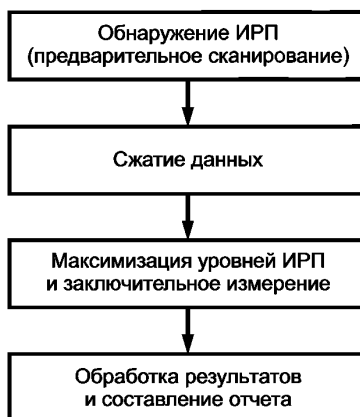 Обнаружение ИРП
(предварительное сканирование)
Сжатие данных
Максимизация уровней ИРП
и заключительное измерение
Обработка результатов
и составление отчета